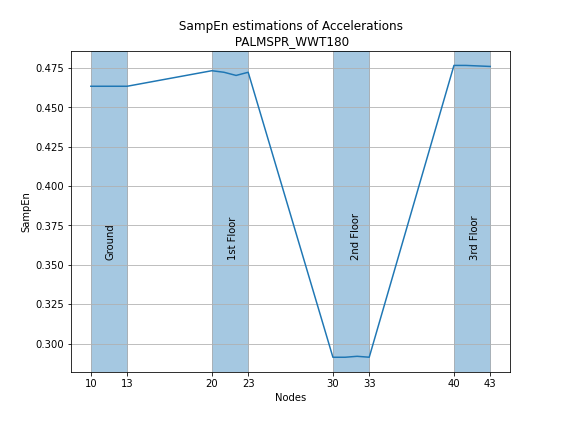 SampEn estimations of Accelerations
PALMSPR_WWT180
0.475
0.450
0.425
0.400
0.375
0.350
0.325
0.300
SampEn
Ground
1st Floor
2nd Floor
3rd Floor
10 13 20 23 30 33 40 43
Nodes